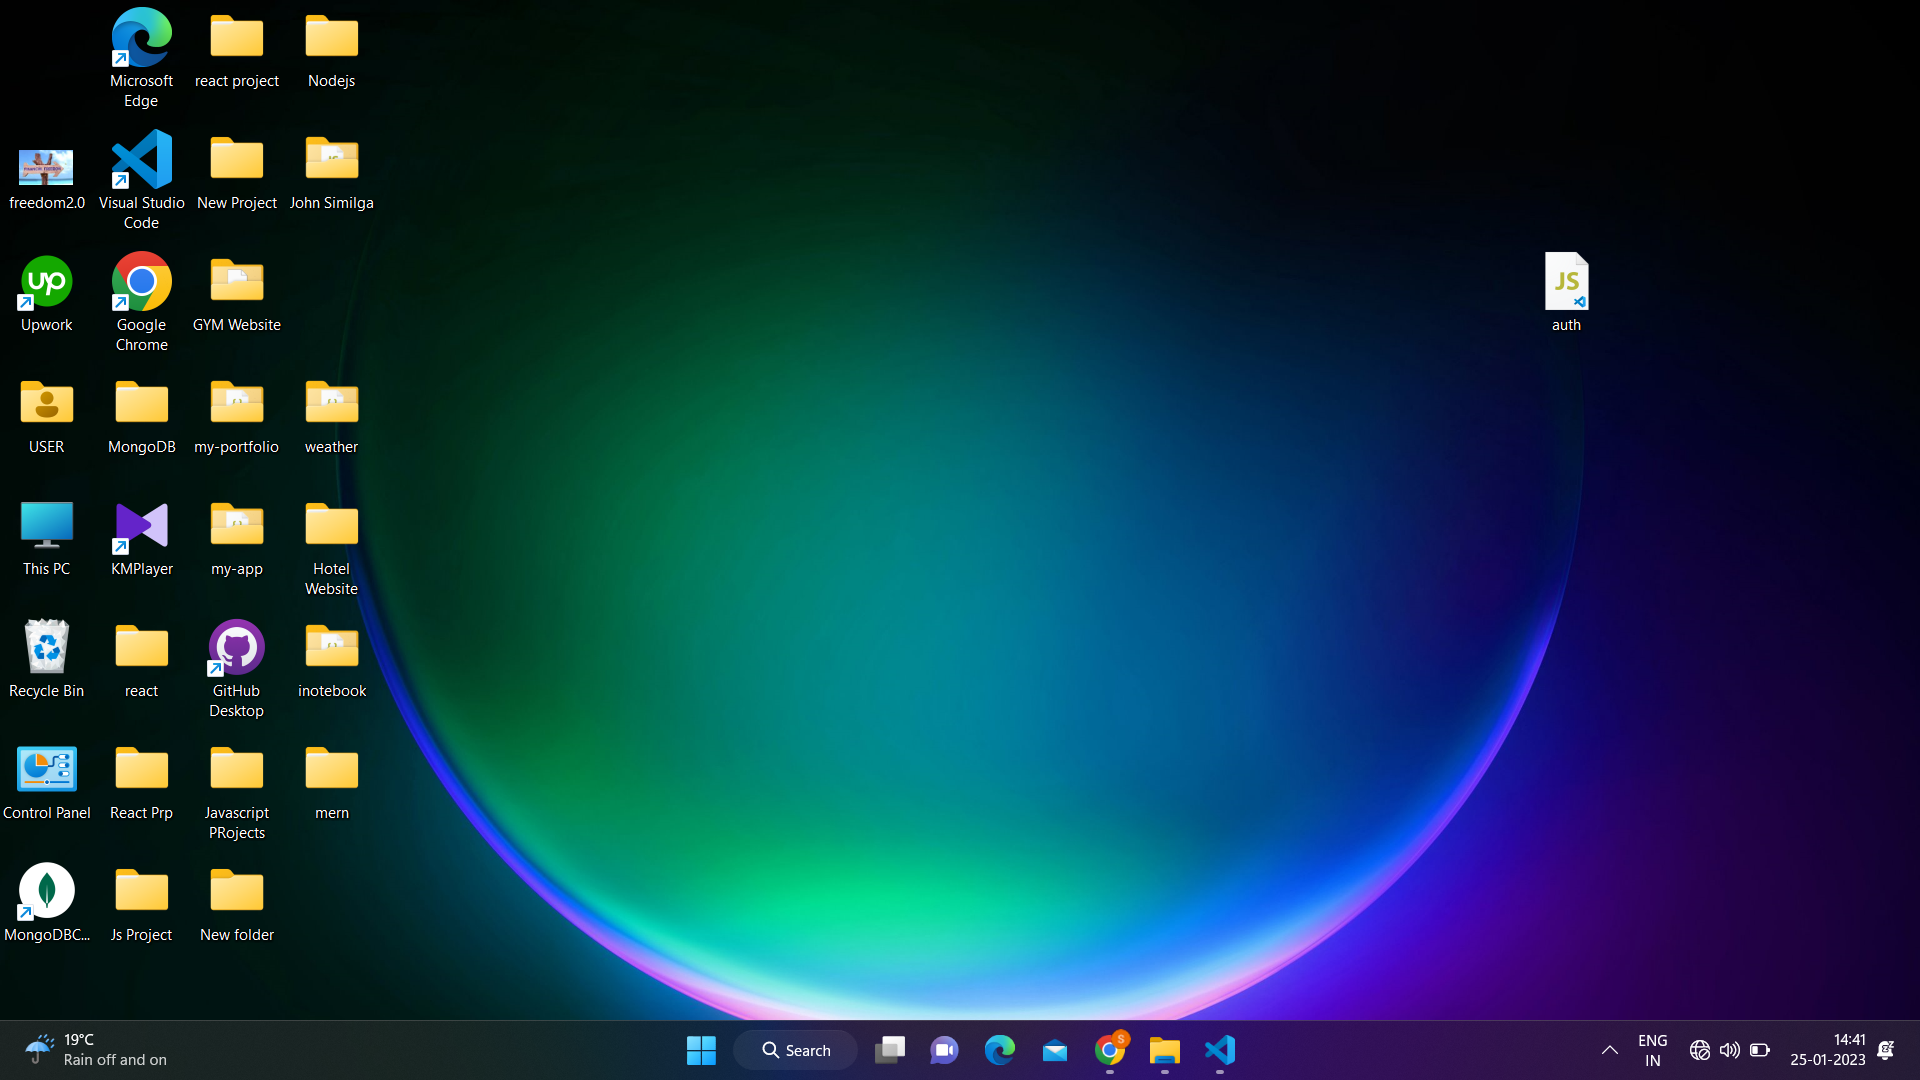 Microsoft
Edge
react project
Nodejs
freedom2.0
Visual Studio
Code
New Project
JS
John Similga
up
Upwork
Google
Chrome
GYM Website
JS
auth
USER
MongoDB
my-portfolio
weather
This PC
KMPlayer
my-app
Hotel
Website
Recycle Bin
react
GitHub
Desktop
inotebook
Control Panel
React Prp
Javascript
PRojects
mern
MongoDBC...
Js Project
New folder
19°C
Rain off and on
Search
S
ENG
IN
14:41
25-01-2023